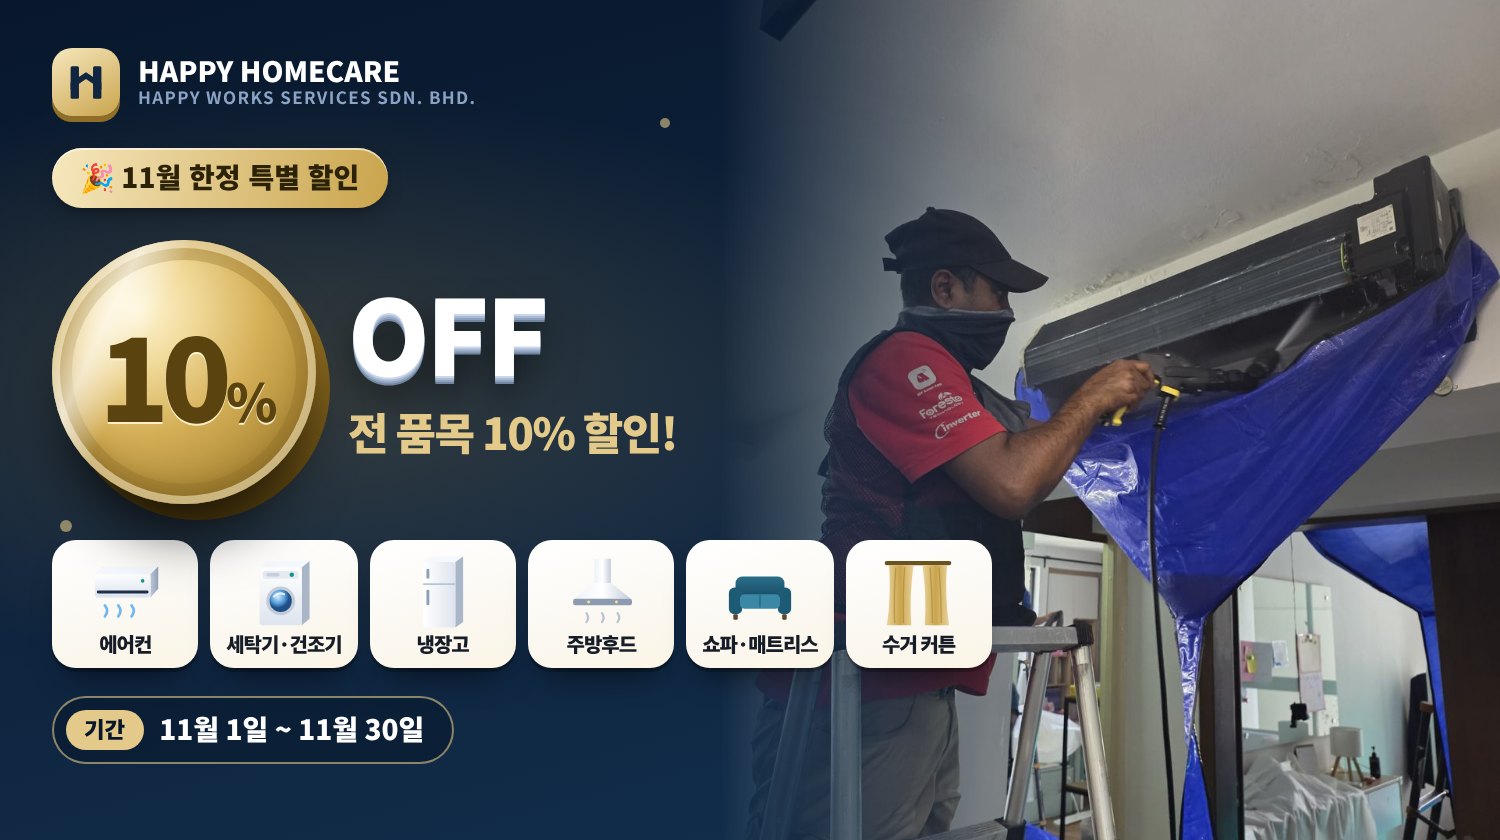 HAPPY HOMECARE
HAPPY WORKS SERVICES SDN. BHD.
🎉 11월 한정 특별 할인
10%
OFF
전 품목 10% 할인!
Foresto
inverter
에어컨
세탁기·건조기
냉장고
주방후드
쇼파·매트리스
수거 커튼
기간 11월 1일 ~ 11월 30일